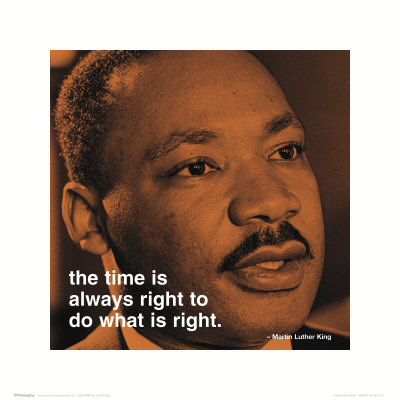 the time is
always right to
do what is right.
– Martin Luther King